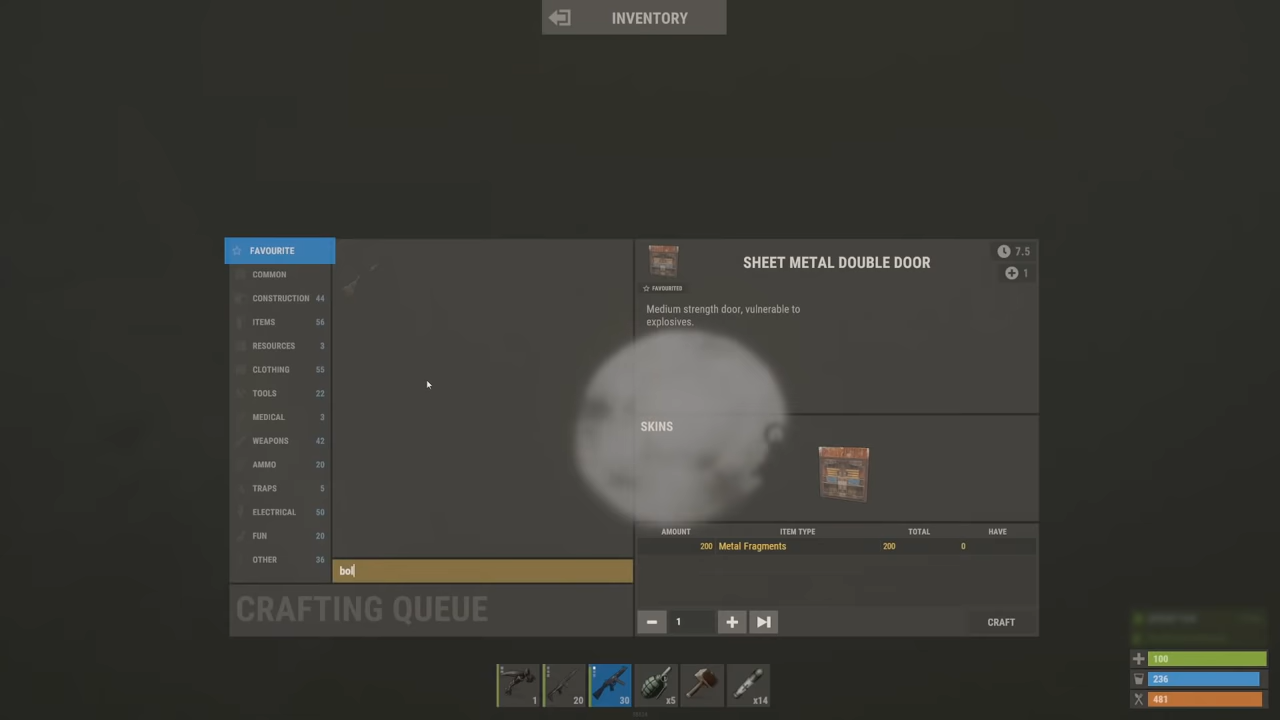 INVENTORY
FAVOURITE
COMMON
CONSTRUCTION 44
ITEMS 56
RESOURCES 3
CLOTHING 55
TOOLS 22
MEDICAL 3
WEAPONS 42
AMMO 20
TRAPS 5
ELECTRICAL 50
FUN 20
OTHER 36
bol
CRAFTING QUEUE
SHEET METAL DOUBLE DOOR
7.5
1
FAVOURITED
Medium strength door, vulnerable to
explosives.
SKINS
AMOUNT ITEM TYPE TOTAL HAVE
200 Metal Fragments 200 0
1
CRAFT
1
20
30
x5
x14
100
236
481